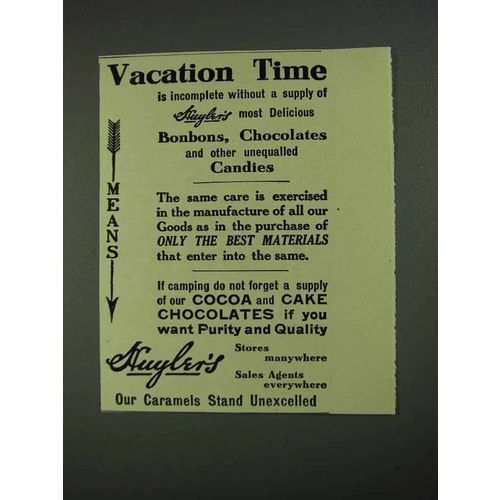 Vacation Time
is incomplete without a supply of
Huyler's most Delicious
Bonbons, Chocolates
and other unequalled
Candies
MEANS
The same care is exercised
in the manufacture of all our
Goods as in the purchase of
ONLY THE BEST MATERIALS
that enter into the same.
If camping do not forget a supply
of our COCOA and CAKE
CHOCOLATES if you
want Purity and Quality
Huyler's
Stores
manywhere
Sales Agents
everywhere
Our Caramels Stand Unexcelled